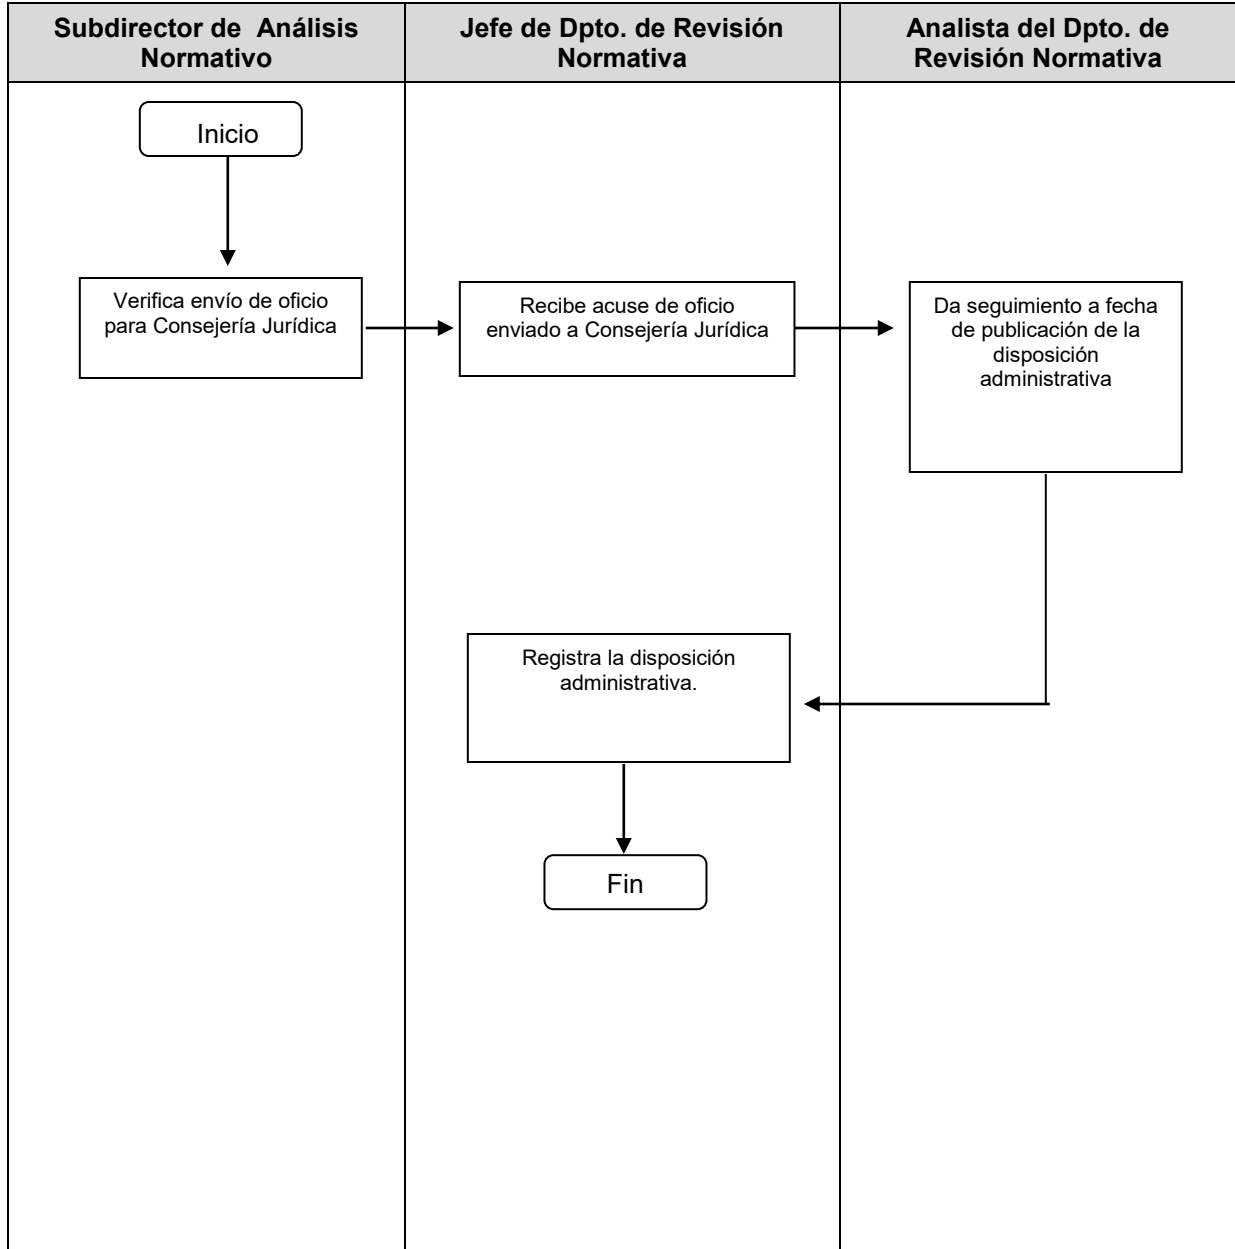 Subdirector de  Análisis
Normativo
Jefe de Dpto. de Revisión
Normativa
Analista del Dpto. de
Revisión Normativa
Inicio
Verifica envío de oficio
para Consejería Jurídica
Recibe acuse de oficio
enviado a Consejería Jurídica
Da seguimiento a fecha
de publicación de la
disposición
administrativa
Registra la disposición
administrativa.
Fin